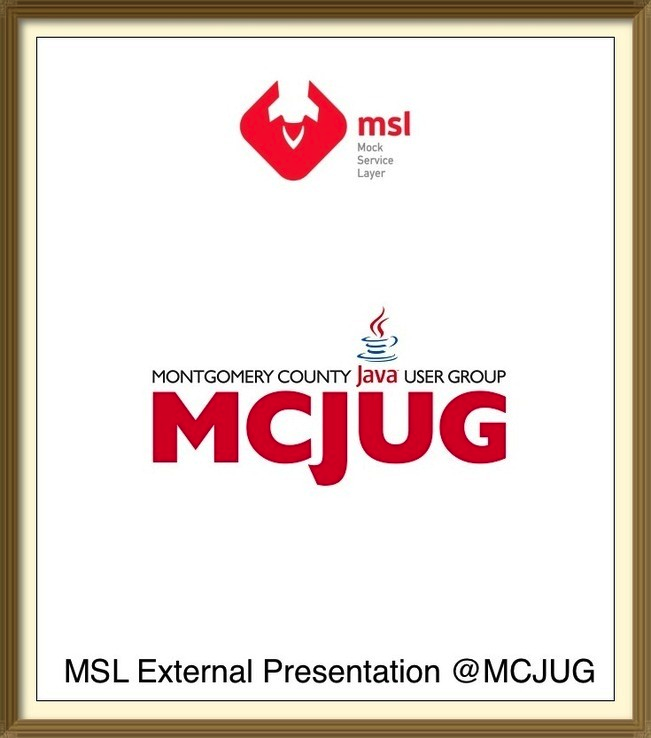 msl
Mock
Service
Layer
MONTGOMERY COUNTY Java USER GROUP
MCJUG
MSL External Presentation @MCJUG